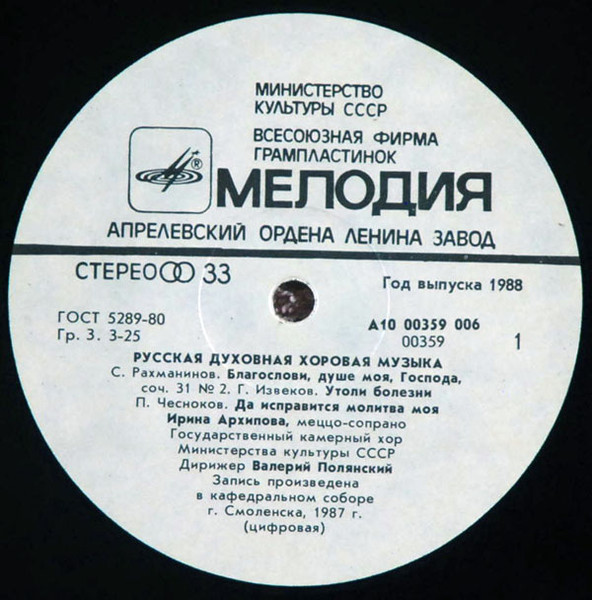 МИНИСТЕРСТВО
КУЛЬТУРЫ СССР
ВСЕСОЮЗНАЯ ФИРМА
ГРАМПЛАСТИНОК
®
МЕЛОДИЯ
АПРЕЛЕВСКИЙ ОРДЕНА ЛЕНИНА ЗАВОД
СТЕРЕО 33
Год выпуска 1988
ГОСТ 5289-80
Гр. 3. 3-25
А10 00359 006
00359
1
РУССКАЯ ДУХОВНАЯ ХОРОВАЯ МУЗЫКА
С. Рахманинов. Благослови, душе моя, Господа,
соч. 31 № 2. Г. Извеков. Утоли болезни
П. Чесноков. Да исправится молитва моя
Ирина Архипова, меццо-сопрано
Государственный камерный хор
Министерства культуры СССР
Дирижер Валерий Полянский
Запись произведена
в кафедральном соборе
г. Смоленска, 1987 г.
(цифровая)